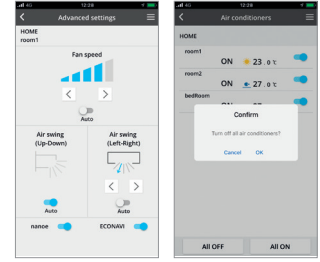 4G 12:28
Advanced settings
HOME
room1
Fan speed
Auto
Air swing
(Up-Down)
Auto
Air swing
(Left-Right)
Auto
nanoe
ECONAVI
4G 12:28
Air conditioners
HOME
room1
ON 23 . 0 ℃
room2
ON 27 . 0 ℃
bedRoom
Confirm
Turn off all air conditioners?
Cancel OK
All OFF All ON